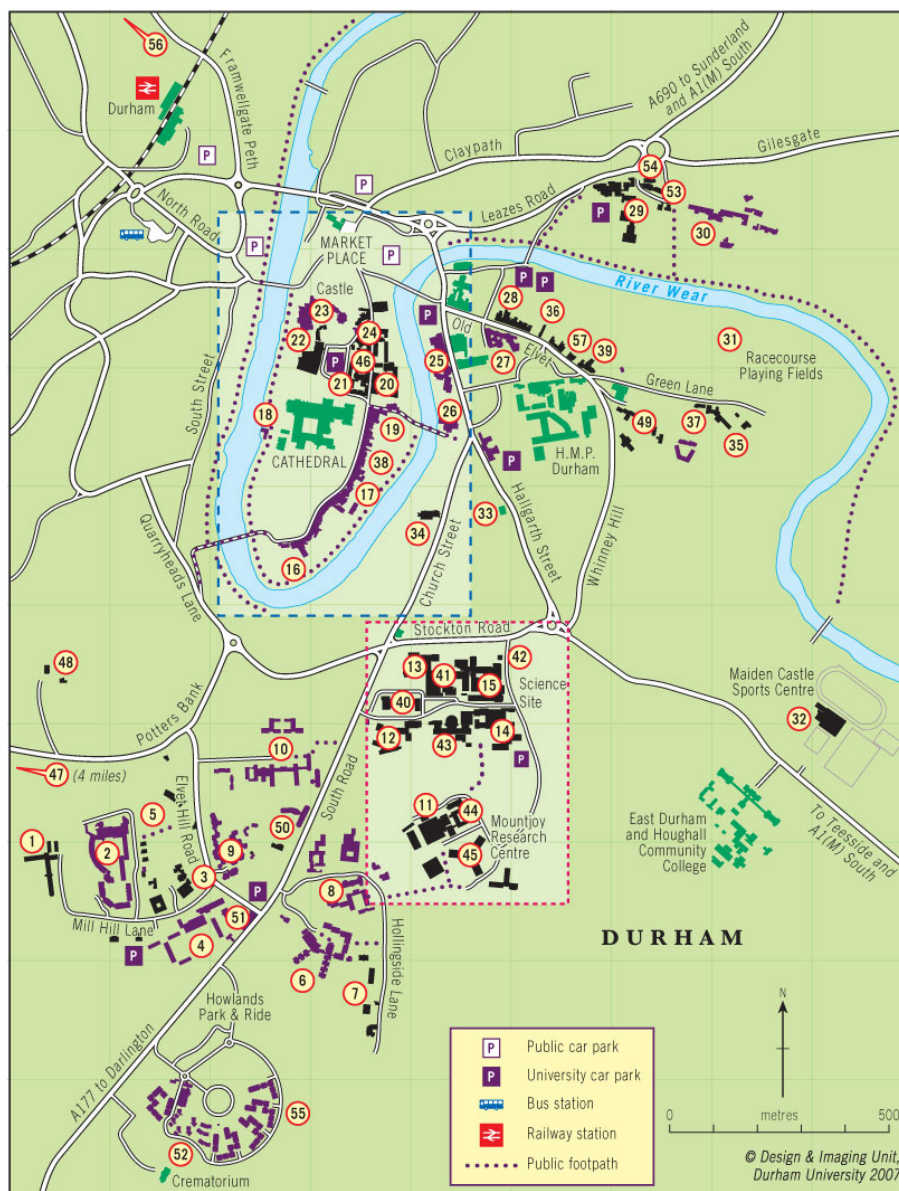 56
Framwellgate Peth
A690 to Sunderland
and A1(M) South
Durham
P
Claypath
Gilesgate
54
53
P
Leazes Road
P
29
30
North Road
P
MARKET
PLACE
P
River Wear
Castle
23
28
P
P
36
22
24
P
Old
Elvet
57
39
31
Racecourse
Playing Fields
South Street
P
46
25
27
21
20
Green Lane
18
26
49
37
35
19
CATHEDRAL
38
P
H.M.P.
Durham
17
Quarryheads Lane
34
33
Hallgarth Street
Whinney Hill
16
Church Street
Stockton Road
48
13
41
42
15
Science
Site
Maiden Castle
Sports Centre
32
Potters Bank
40
12
43
14
10
P
47
(4 miles)
South Road
Elvet Hill Road
11
44
5
50
Mountjoy
Research
Centre
East Durham
and Houghall
Community
College
To Teesside and
A1(M) South
1
2
9
45
3
8
P
51
Mill Hill Lane
4
P
DURHAM
6
7
Hollingside Lane
Howlands
Park & Ride
N
A177 to Darlington
P
Public car park
P
University car park
Bus station
Railway station
Public footpath
0
metres
500
55
52
Crematorium
© Design & Imaging Unit,
Durham University 2007